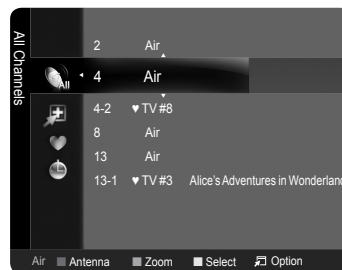 All Channels
2 Air
All
4 Air
4-2 ♥ TV #8
8 Air
13 Air
13-1 ♥ TV #3 Alice's Adventures in Wonderland
Air Antenna Zoom Select Option